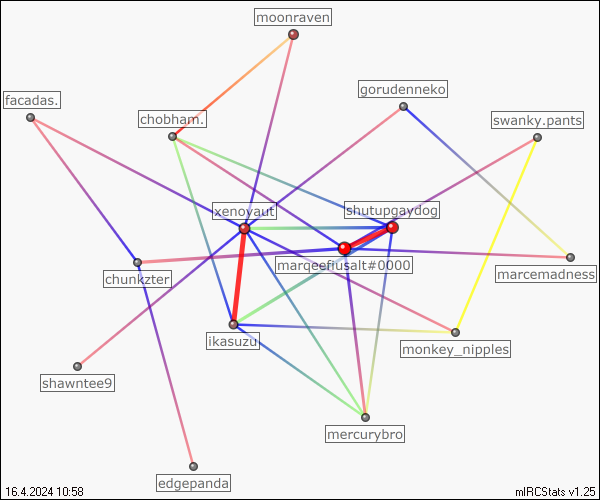 moonraven
gorudenneko
facadas.
chobham.
swanky.pants
xenoyaut
shutupgaydog
marqeeflusalt#0000
marcemadness
chunkzter
ikasuzu
monkey_nipples
shawntee9
mercurybro
edgepanda
16.4.2024 10:58
mIRCStats v1.25